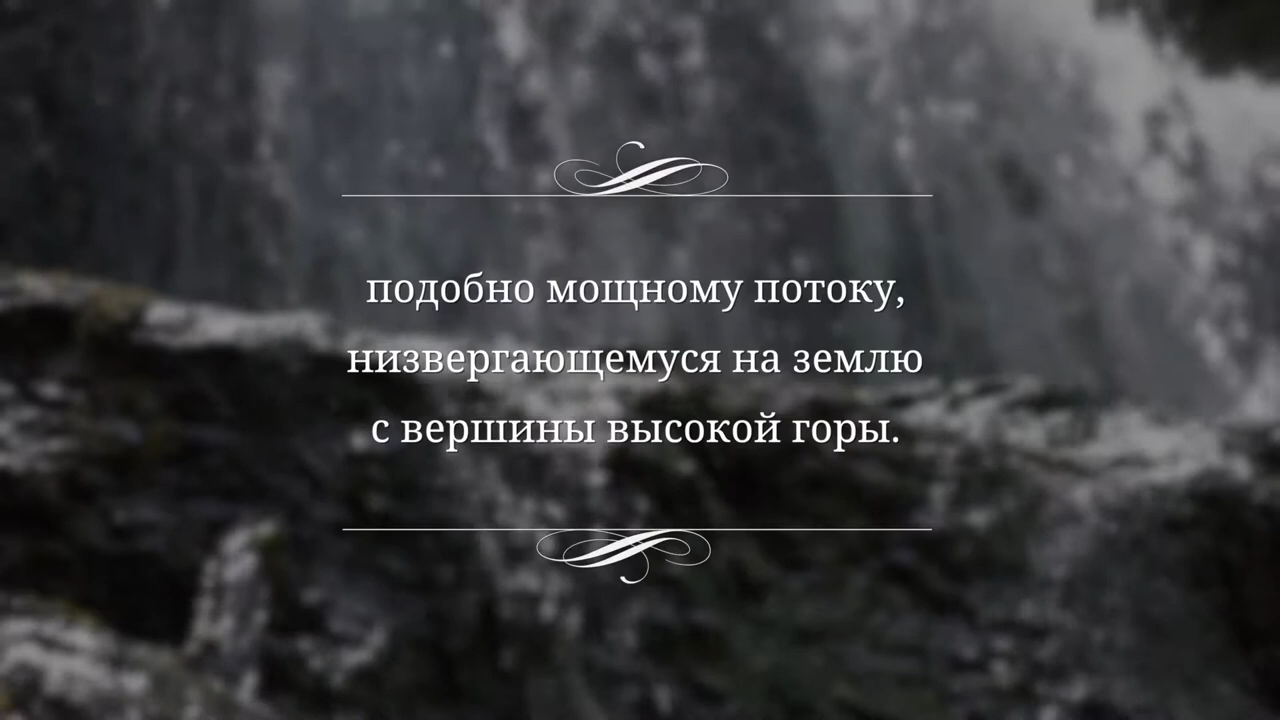 подобно мощному потоку,
низвергающемуся на землю
с вершины высокой горы.